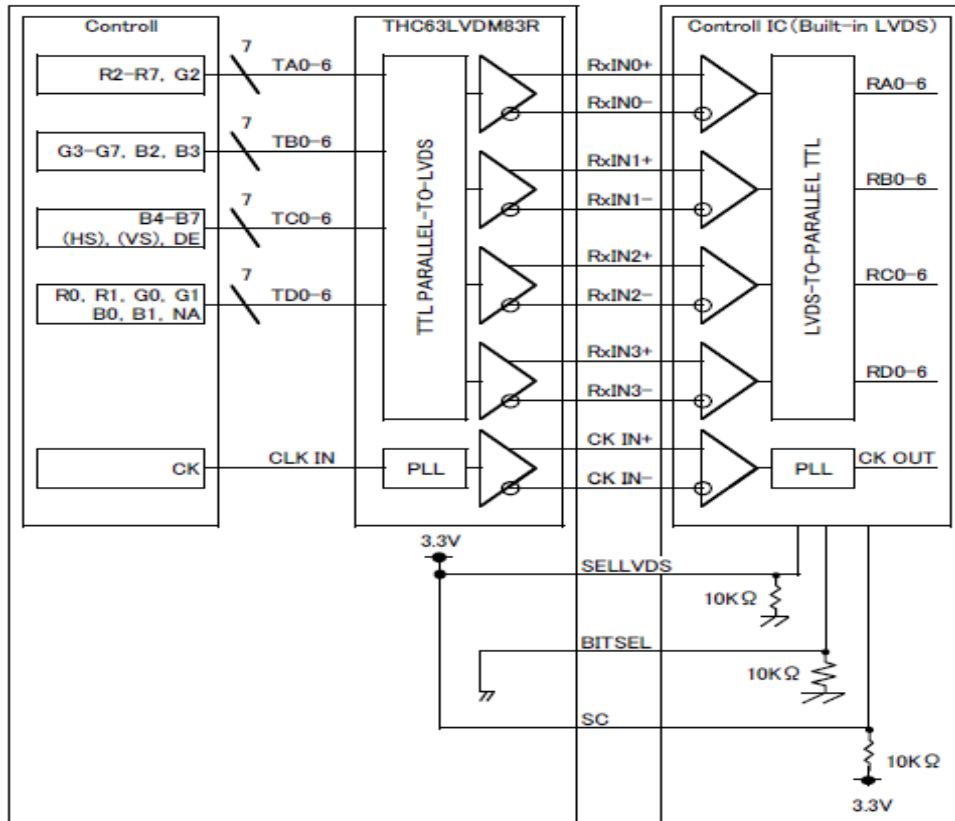 Controll
THC63LVDM83R
Controll IC(Built-in LVDS)
7
R2-R7, G2
TA0-6
RxIN0+
RxIN0-
RA0-6
7
G3-G7, B2, B3
TB0-6
RxIN1+
RxIN1-
RB0-6
7
B4-B7
(HS), (VS), DE
TC0-6
RxIN2+
RxIN2-
RC0-6
7
R0, R1, G0, G1
B0, B1, NA
TD0-6
RxIN3+
RxIN3-
RD0-6
TTL PARALLEL-TO-LVDS
LVDS-TO-PARALLEL TTL
CK
CLK IN
PLL
CK IN+
CK IN-
PLL
CK OUT
3.3V
SELLVDS
10KΩ
BITSEL
10KΩ
SC
10KΩ
3.3V